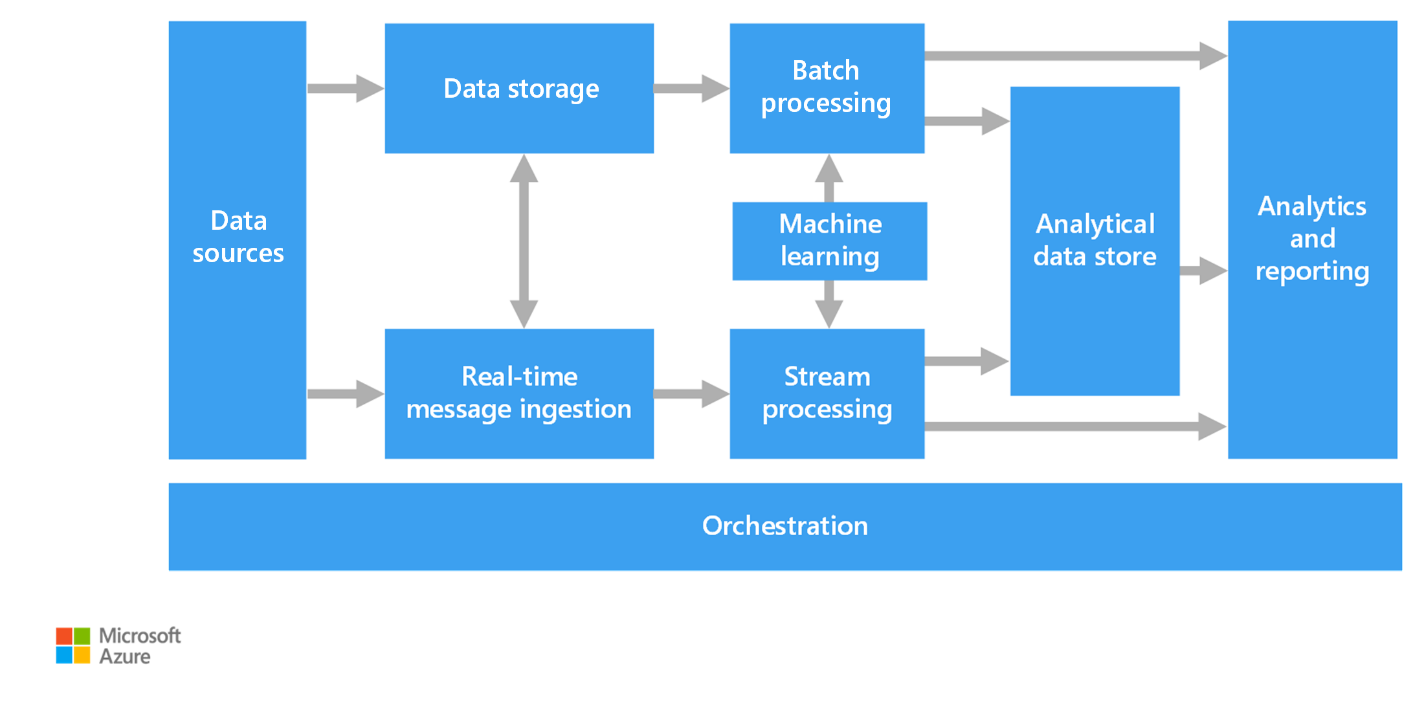 Data
sources
Data storage
Real-time
message ingestion
Batch
processing
Machine
learning
Stream
processing
Analytical
data store
Analytics
and
reporting
Orchestration
Microsoft
Azure